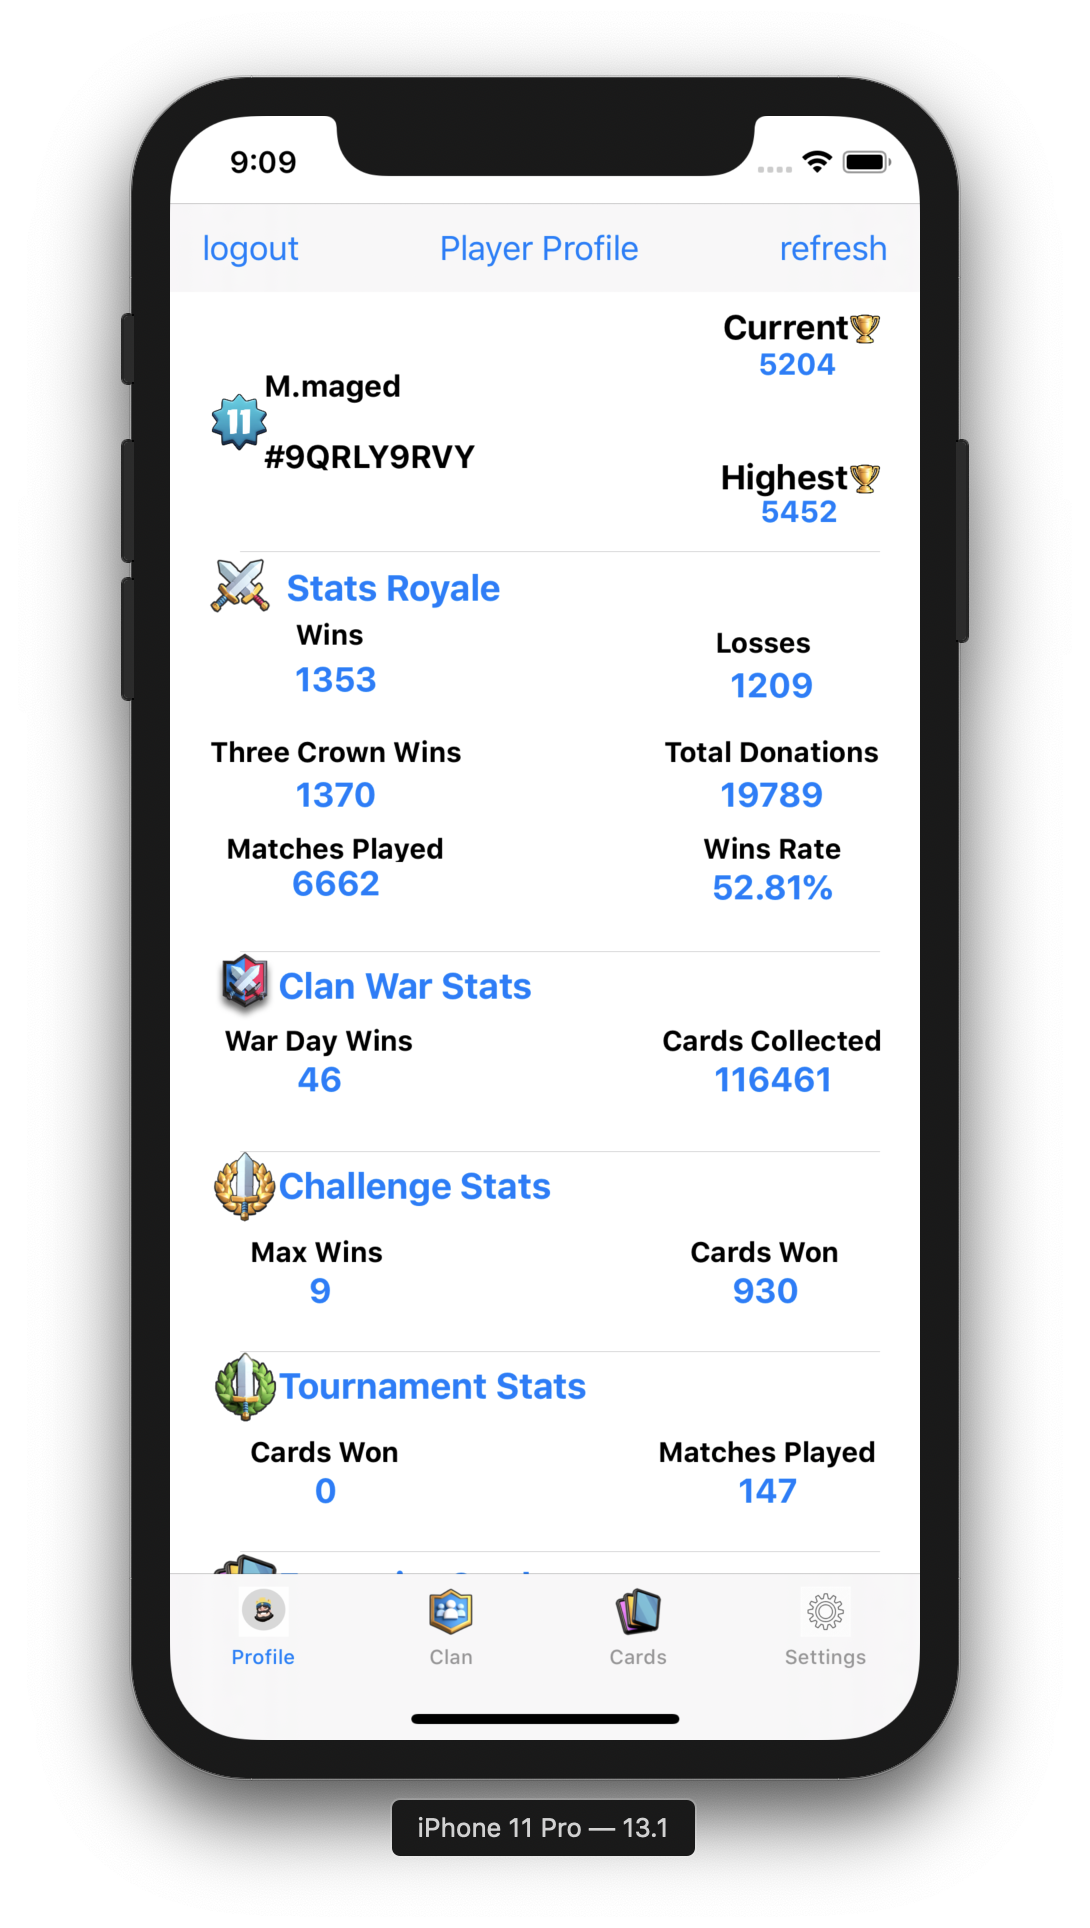 9:09
logout Player Profile refresh
Current
5204
M.maged
11
#9QRLY9RVY
Highest
5452
Stats Royale
Wins Losses
1353 1209
Three Crown Wins Total Donations
1370 19789
Matches Played Wins Rate
6662 52.81%
Clan War Stats
War Day Wins Cards Collected
46 116461
Challenge Stats
Max Wins Cards Won
9 930
Tournament Stats
Cards Won Matches Played
0 147
Profile Clan Cards Settings
iPhone 11 Pro — 13.1